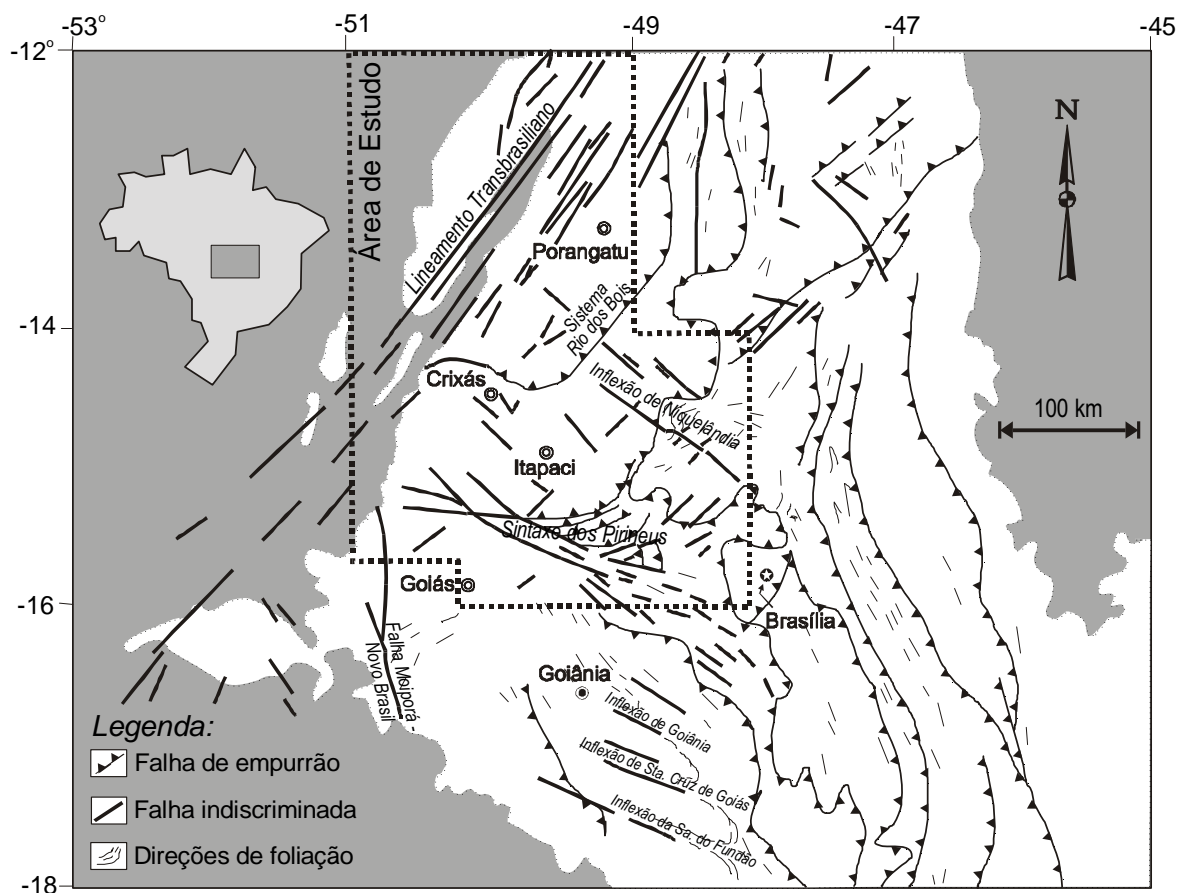 -53º
-51
-49
-47
-45
-12º
-14
-16
-18
Área de Estudo
Lineamento Transbrasiliano
N
100 km
Porangatu
Sistema
Rio dos Bois
Crixás
Inflexão de Niquelândia
Itapaci
Sintaxe dos Pirineus
Goiás
Brasília
Falha Moiporá -
Novo Brasil
Goiânia
Inflexão de Goiânia
Inflexão de Sta. Cruz de Goiás
Inflexão da Sa. do Fundão
Legenda:
Falha de empurrão
Falha indiscriminada
Direções de foliação